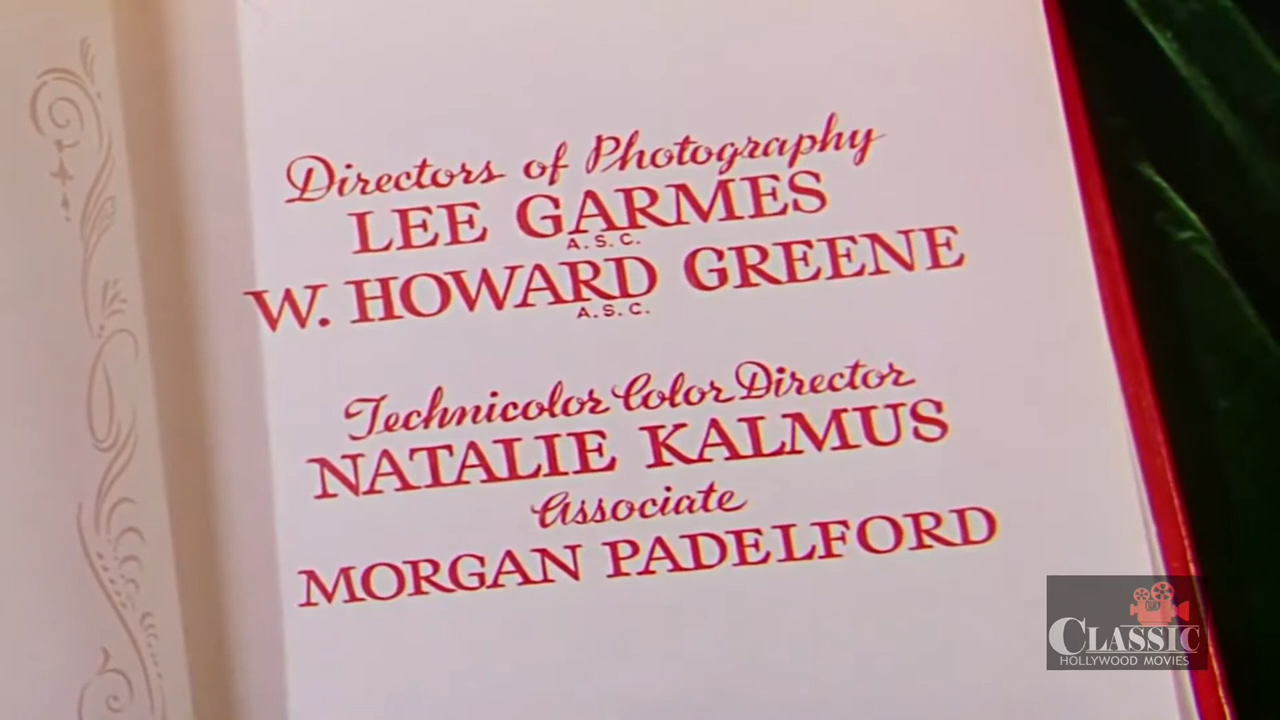 Directors of Photography
LEE GARMES
A.S.C.
W. HOWARD GREENE
A.S.C.
Technicolor Color Director
NATALIE KALMUS
Associate
MORGAN PADELFORD
CLASSIC
HOLLYWOOD MOVIES